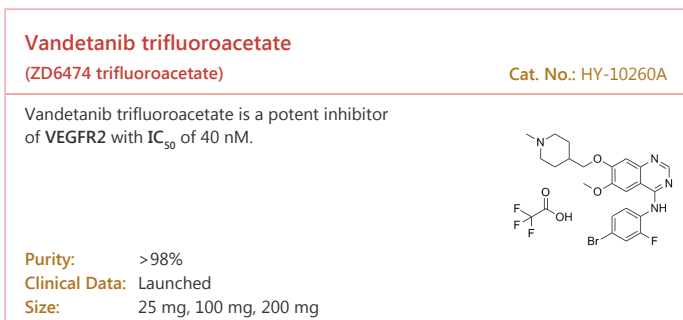 Vandetanib trifluoroacetate
(ZD6474 trifluoroacetate) Cat. No.: HY-10260A
Vandetanib trifluoroacetate is a potent inhibitor
of VEGFR2 with IC50 of 40 nM.
N
O
N
O
N
NH
O
F
F
F
OH
Br
F
Purity: >98%
Clinical Data: Launched
Size: 25 mg, 100 mg, 200 mg